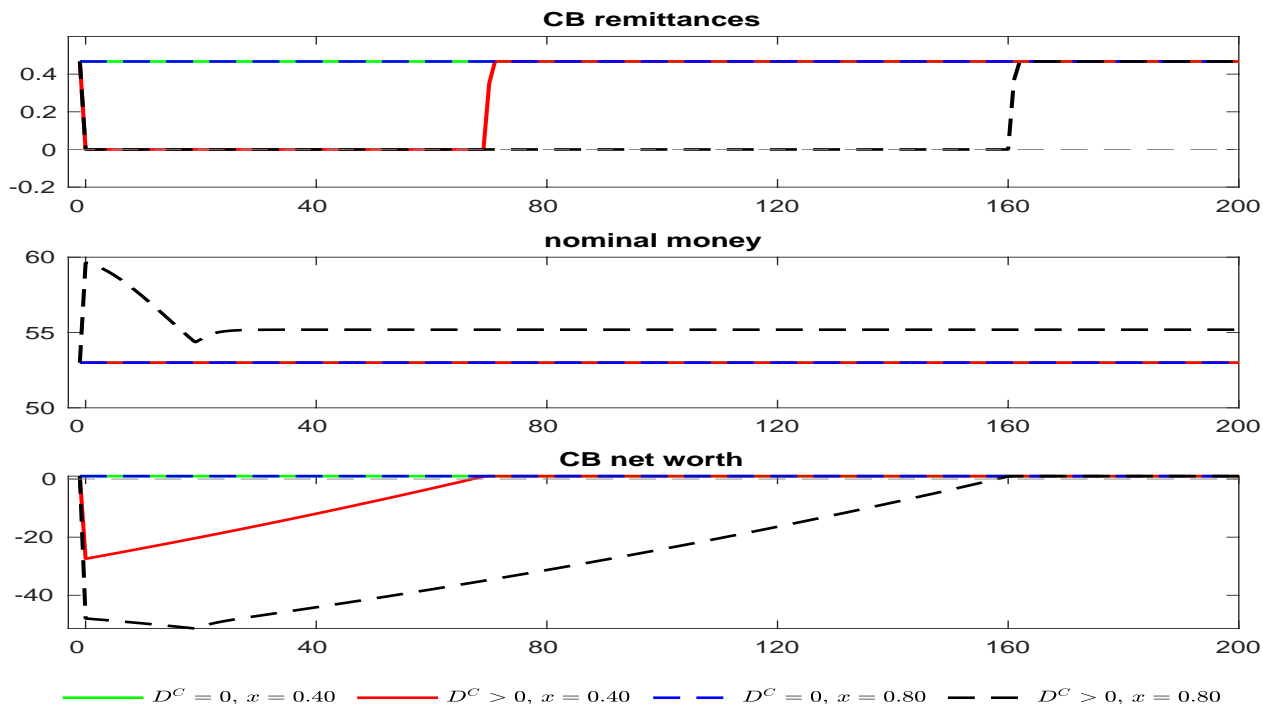 CB remittances
0.4
0.2
0
-0.2
0 40 80 120 160 200
nominal money
60
55
50
0 40 80 120 160 200
CB net worth
0
-20
-40
0 40 80 120 160 200
D^C = 0, x = 0.40 D^C > 0, x = 0.40 D^C = 0, x = 0.80 D^C > 0, x = 0.80